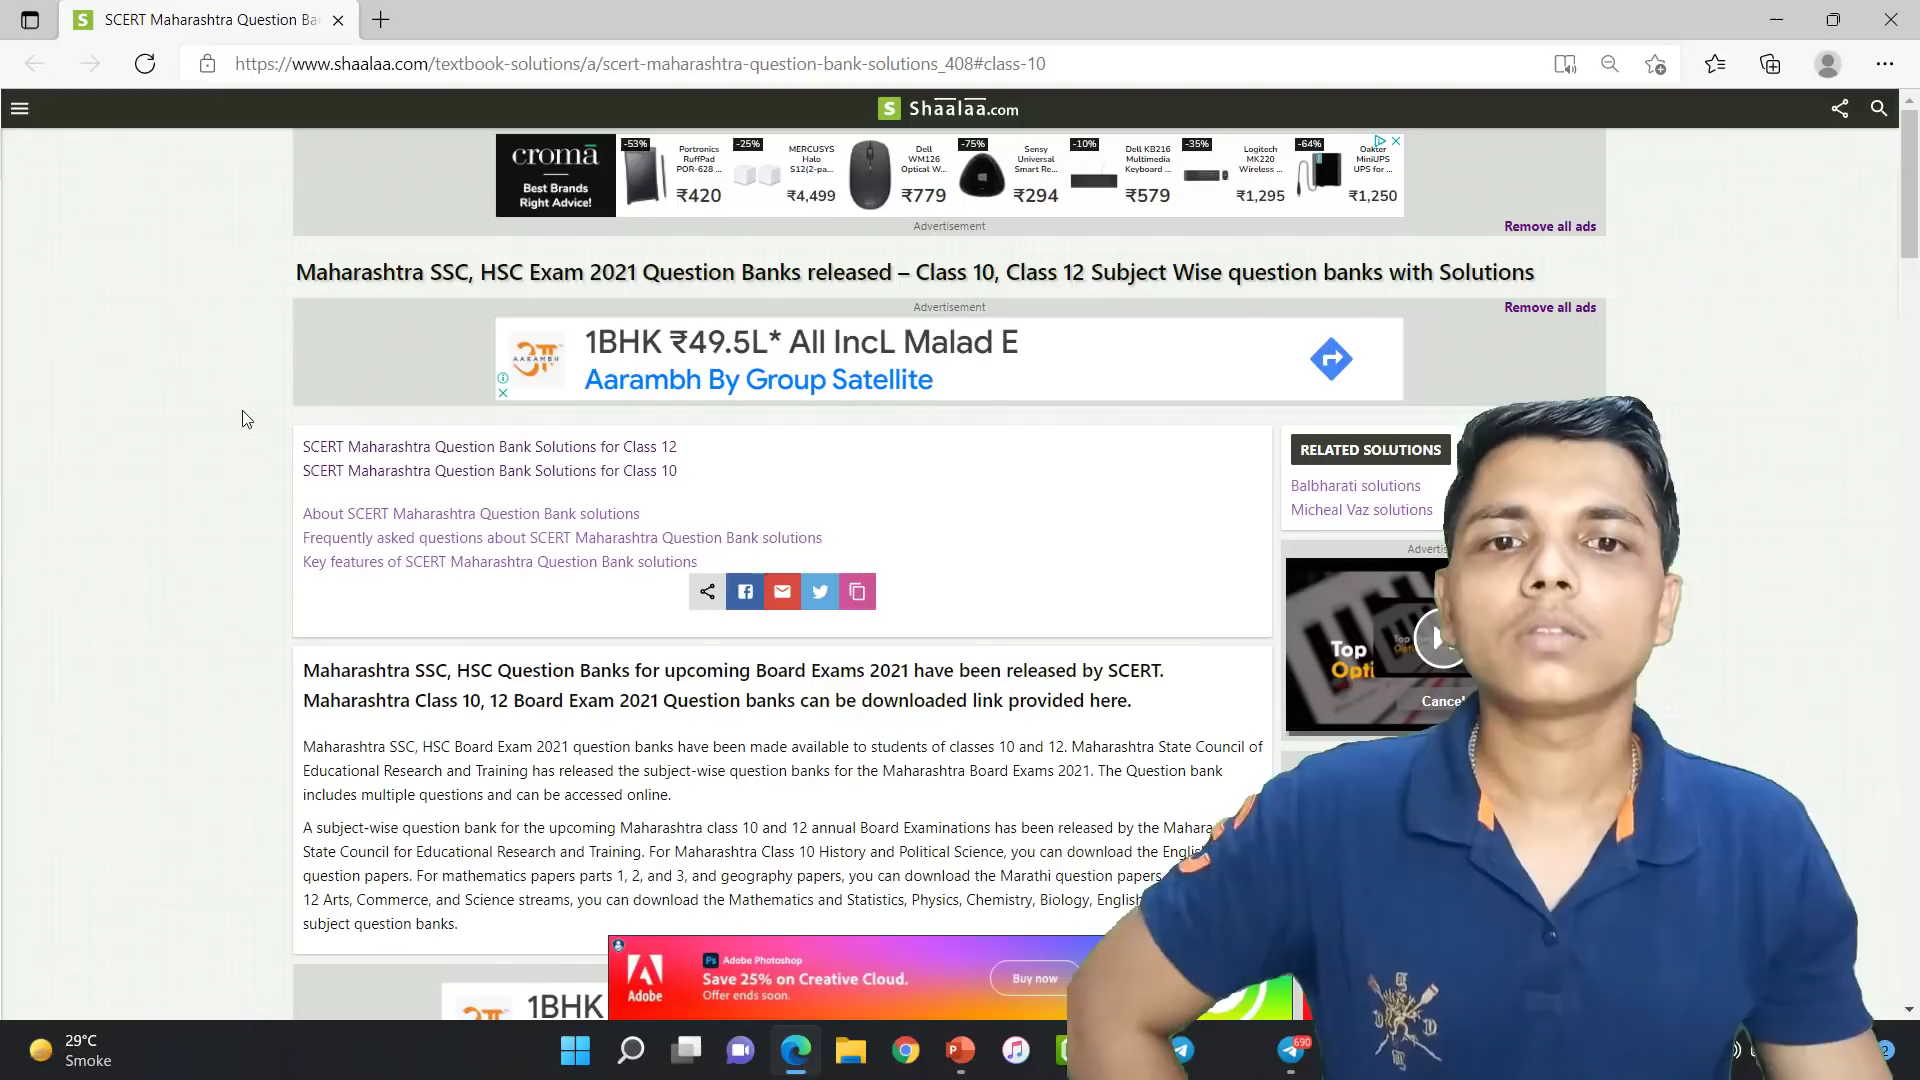 SCERT Maharashtra Question Ba
https://www.shaalaa.com/textbook-solutions/a/scert-maharashtra-question-bank-solutions_408#class-10
S Shaalaa.com
croma
Best Brands
Right Advice!
-53%
Portronics
RuffPad
POR-628 ...
₹420
-25%
MERCUSYS
Halo
S12(2-pa...
₹4,499
Dell
WM126
Optical W...
₹779
-75%
Sensy
Universal
Smart Re...
₹294
-10%
Dell KB216
Multimedia
Keyboard ...
₹579
-35%
Logitech
MK220
Wireless ...
₹1,295
-64%
Oakter
MiniUPS
UPS for ...
₹1,250
Advertisement
Remove all ads
Maharashtra SSC, HSC Exam 2021 Question Banks released – Class 10, Class 12 Subject Wise question banks with Solutions
Advertisement
Remove all ads
AARAMBH
1BHK ₹49.5L* All IncL Malad E
Aarambh By Group Satellite
SCERT Maharashtra Question Bank Solutions for Class 12
SCERT Maharashtra Question Bank Solutions for Class 10
About SCERT Maharashtra Question Bank solutions
Frequently asked questions about SCERT Maharashtra Question Bank solutions
Key features of SCERT Maharashtra Question Bank solutions
RELATED SOLUTIONS
Balbharati solutions
Micheal Vaz solutions
Advertis
Top
Opti
Cancel
Maharashtra SSC, HSC Question Banks for upcoming Board Exams 2021 have been released by SCERT.
Maharashtra Class 10, 12 Board Exam 2021 Question banks can be downloaded link provided here.
Maharashtra SSC, HSC Board Exam 2021 question banks have been made available to students of classes 10 and 12. Maharashtra State Council of
Educational Research and Training has released the subject-wise question banks for the Maharashtra Board Exams 2021. The Question bank
includes multiple questions and can be accessed online.
A subject-wise question bank for the upcoming Maharashtra class 10 and 12 annual Board Examinations has been released by the Mahara
State Council for Educational Research and Training. For Maharashtra Class 10 History and Political Science, you can download the Englis
question papers. For mathematics papers parts 1, 2, and 3, and geography papers, you can download the Marathi question papers
12 Arts, Commerce, and Science streams, you can download the Mathematics and Statistics, Physics, Chemistry, Biology, English
subject question banks.
1BHK
Adobe
Ps Adobe Photoshop
Save 25% on Creative Cloud.
Offer ends soon.
Buy now
29°C
Smoke
690
2